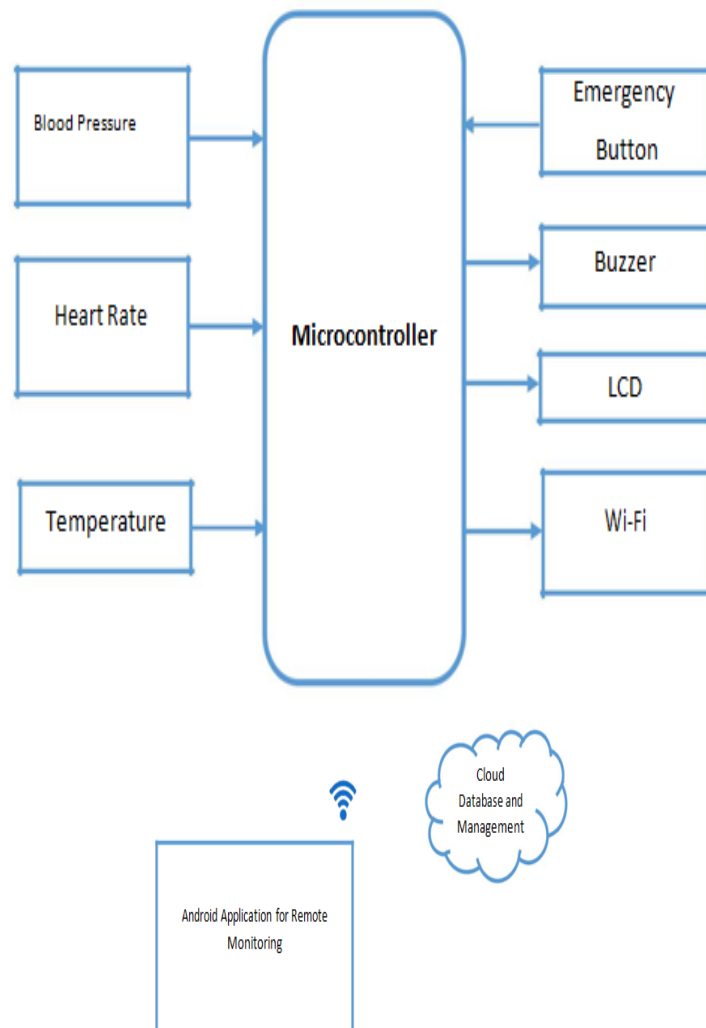 Blood Pressure
Heart Rate
Temperature
Microcontroller
Emergency
Button
Buzzer
LCD
Wi-Fi
Cloud
Database and
Management
Android Application for Remote
Monitoring